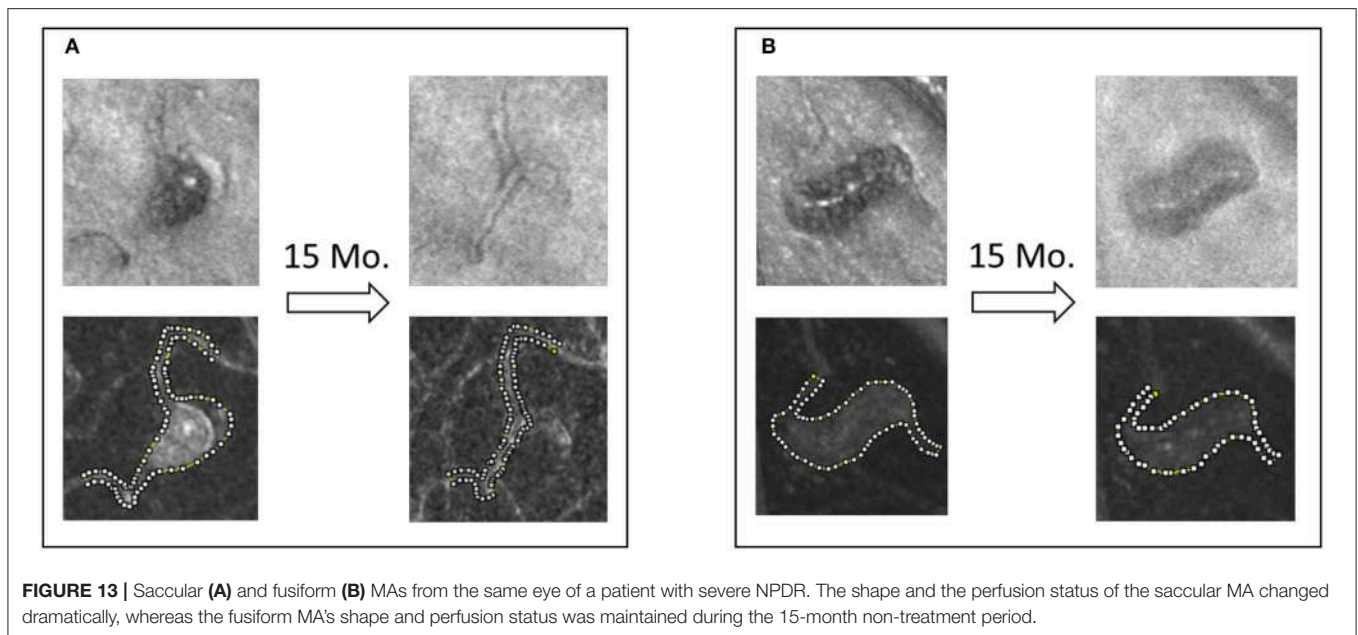 A
B
15 Mo.
15 Mo.
FIGURE 13 | Saccular (A) and fusiform (B) MAs from the same eye of a patient with severe NPDR. The shape and the perfusion status of the saccular MA changed
dramatically, whereas the fusiform MA's shape and perfusion status was maintained during the 15-month non-treatment period.